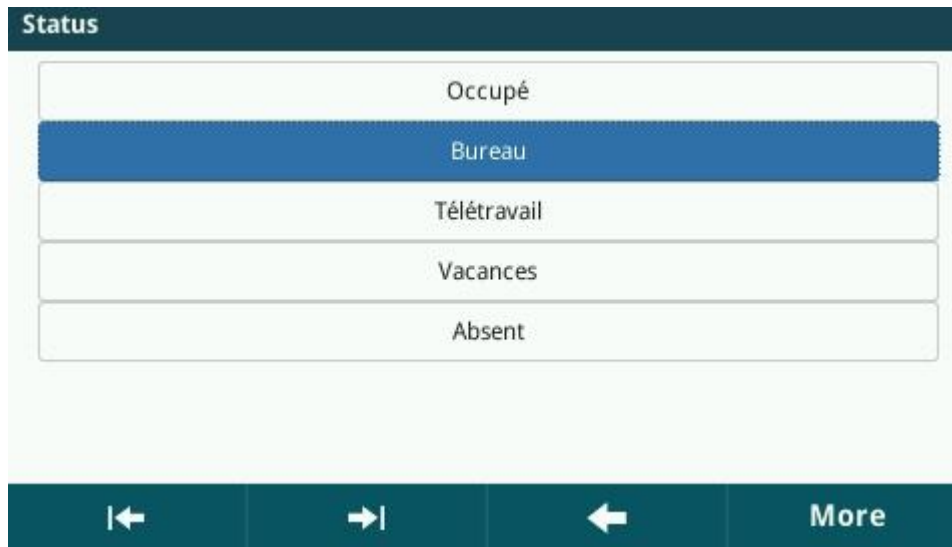 Status
Occupé
Bureau
Télétravail
Vacances
Absent
More